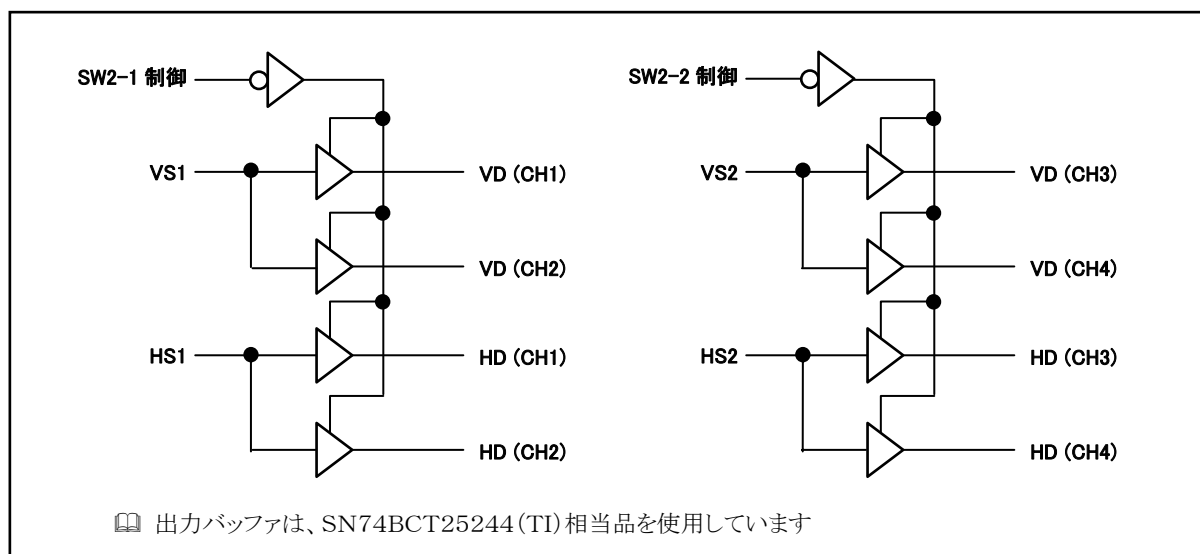 SW2-1 制御
VS1
VD (CH1)
VD (CH2)
HS1
HD (CH1)
HD (CH2)
SW2-2 制御
VS2
VD (CH3)
VD (CH4)
HS2
HD (CH3)
HD (CH4)
出力バッファは、SN74BCT25244(TI)相当品を使用しています